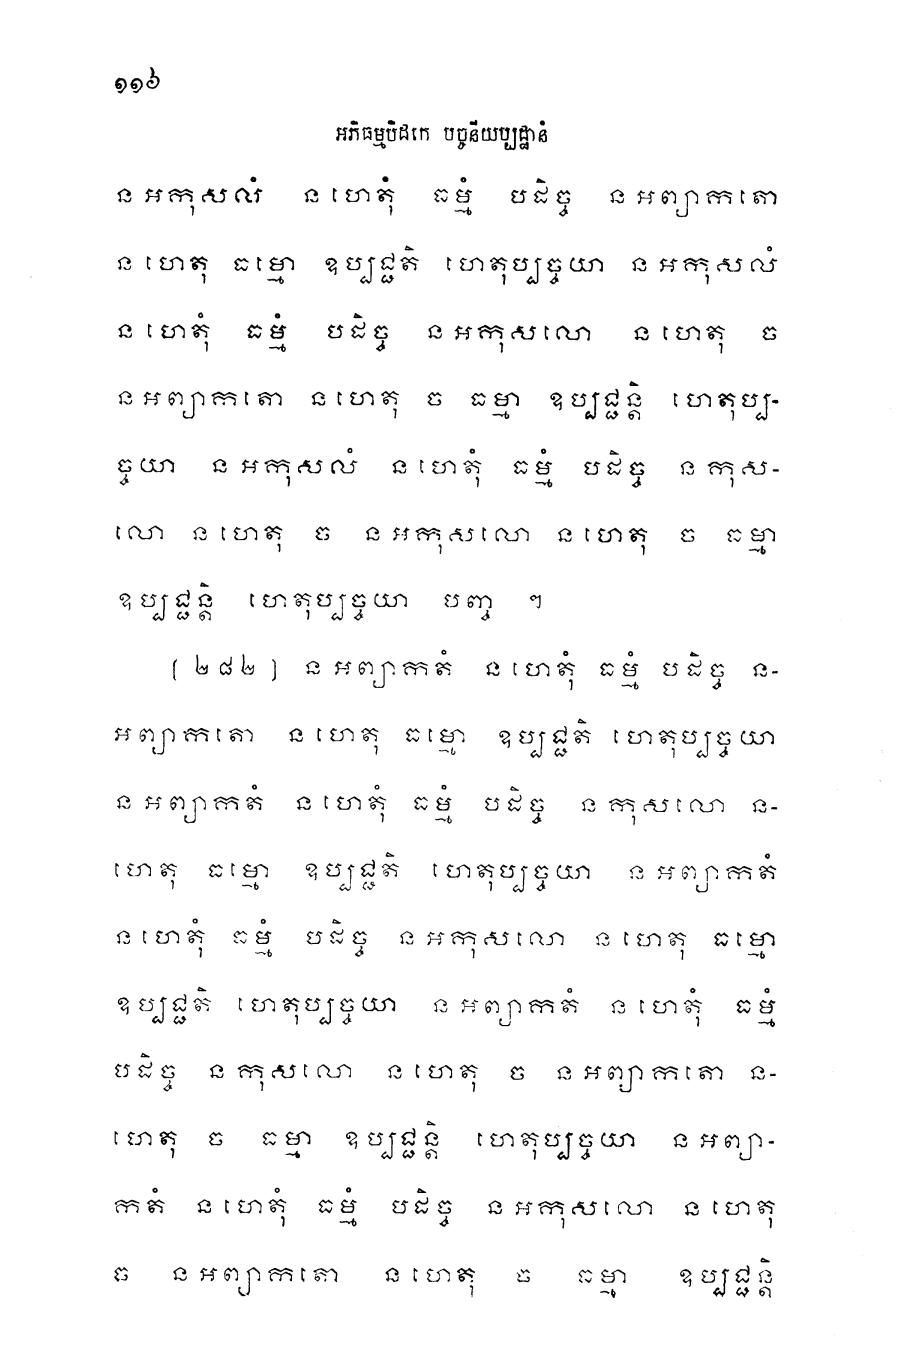 ១១៦
អភិធម្មបិដកេ បច្ចនីយប្បដ្ឋានំ
នអកុសលំ នហេតុំ ធម្មំ បដិច្ច នអព្យាកតោ
នហេតុ ធម្មោ ឧប្បជ្ជតិ ហេតុប្បច្ចយា នអកុសលំ
នហេតុំ ធម្មំ បដិច្ច នអកុសលោ នហេតុ ច
នអព្យាកតោ នហេតុ ច ធម្មា ឧប្បជ្ជន្តិ ហេតុប្ប-
ច្ចយា នអកុសលំ នហេតុំ ធម្មំ បដិច្ច នកុស-
លោ នហេតុ ច នអកុសលោ នហេតុ ច ធម្មា
ឧប្បជ្ជន្តិ ហេតុប្បច្ចយា បញ្ច ។
(២៨២) នអព្យាកតំ នហេតុំ ធម្មំ បដិច្ច ន-
អព្យាកតោ នហេតុ ធម្មោ ឧប្បជ្ជតិ ហេតុប្បច្ចយា
នអព្យាកតំ នហេតុំ ធម្មំ បដិច្ច នកុសលោ ន-
ហេតុ ធម្មោ ឧប្បជ្ជតិ ហេតុប្បច្ចយា នអព្យាកតំ
នហេតុំ ធម្មំ បដិច្ច នអកុសលោ នហេតុ ធម្មោ
ឧប្បជ្ជតិ ហេតុប្បច្ចយា នអព្យាកតំ នហេតុំ ធម្មំ
បដិច្ច នកុសលោ នហេតុ ច នអព្យាកតោ ន-
ហេតុ ច ធម្មា ឧប្បជ្ជន្តិ ហេតុប្បច្ចយា នអព្យា-
កតំ នហេតុំ ធម្មំ បដិច្ច នអកុសលោ នហេតុ
ច នអព្យាកតោ នហេតុ ច ធម្មា ឧប្បជ្ជន្តិ